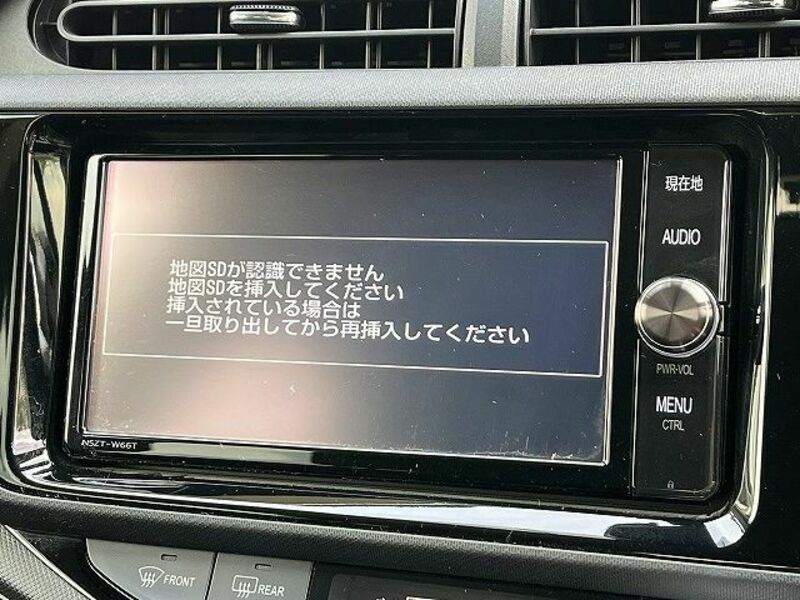 地図SDが認識できません
地図SDを挿入してください
挿入されている場合は
一旦取り出してから再挿入してください
現在地
AUDIO
PWR-VOL
MENU
CTRL
NSZT-W66T
FRONT
REAR